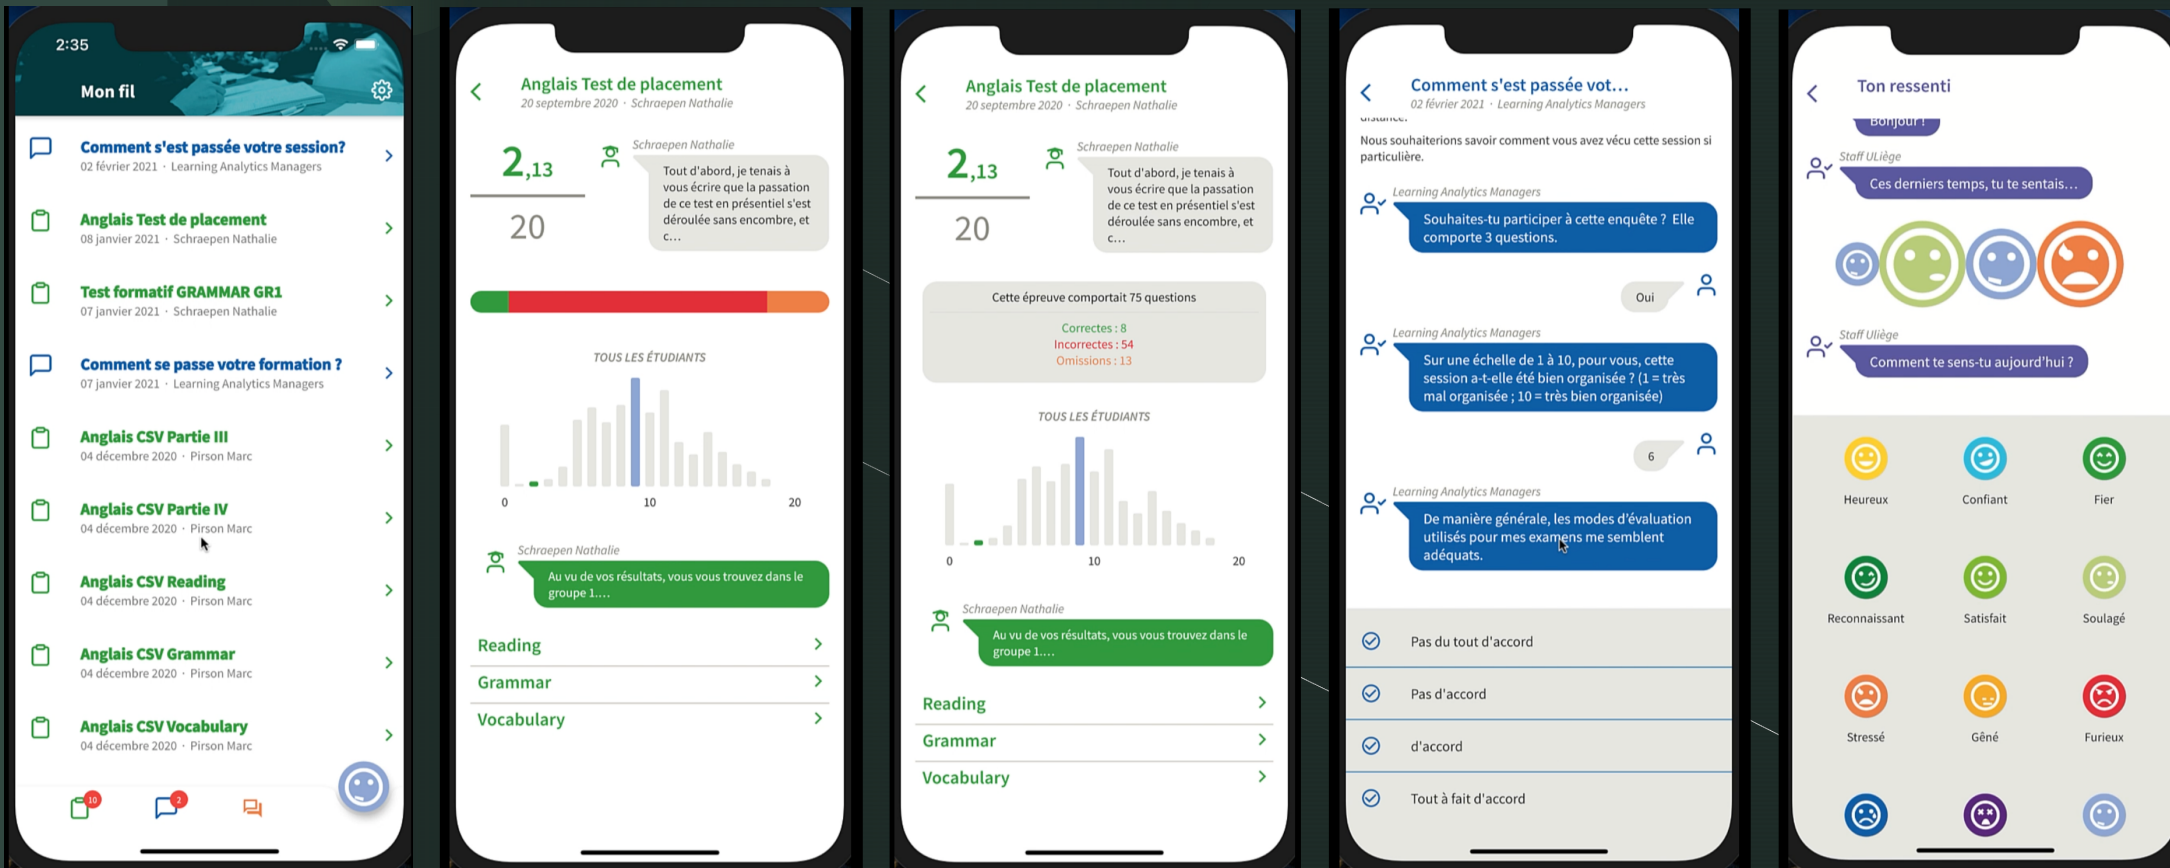 2:35
Mon fil
Comment s'est passée votre session?
02 février 2021 · Learning Analytics Managers
Anglais Test de placement
08 janvier 2021 · Schraepen Nathalie
Test formatif GRAMMAR GR1
07 janvier 2021 · Schraepen Nathalie
Comment se passe votre formation ?
07 janvier 2021 · Learning Analytics Managers
Anglais CSV Partie III
04 décembre 2020 · Pirson Marc
Anglais CSV Partie IV
04 décembre 2020 · Pirson Marc
Anglais CSV Reading
04 décembre 2020 · Pirson Marc
Anglais CSV Grammar
04 décembre 2020 · Pirson Marc
Anglais CSV Vocabulary
04 décembre 2020 · Pirson Marc
10
2
Anglais Test de placement
20 septembre 2020 · Schraepen Nathalie
2,13
20
Schraepen Nathalie
Tout d'abord, je tenais à
vous écrire que la passation
de ce test en présentiel s'est
déroulée sans encombre, et
c...
TOUS LES ÉTUDIANTS
0 10 20
Schraepen Nathalie
Au vu de vos résultats, vous vous trouvez dans le
groupe 1....
Reading
Grammar
Vocabulary
Anglais Test de placement
20 septembre 2020 · Schraepen Nathalie
2,13
20
Schraepen Nathalie
Tout d'abord, je tenais à
vous écrire que la passation
de ce test en présentiel s'est
déroulée sans encombre, et
c...
Cette épreuve comportait 75 questions
Correctes : 8
Incorrectes : 54
Omissions : 13
TOUS LES ÉTUDIANTS
0 10 20
Schraepen Nathalie
Au vu de vos résultats, vous vous trouvez dans le
groupe 1....
Reading
Grammar
Vocabulary
Comment s'est passée vot...
02 février 2021 · Learning Analytics Managers
distance.
Nous souhaiterions savoir comment vous avez vécu cette session si
particulière.
Learning Analytics Managers
Souhaites-tu participer à cette enquête ? Elle
comporte 3 questions.
Oui
Learning Analytics Managers
Sur une échelle de 1 à 10, pour vous, cette
session a-t-elle été bien organisée ? (1 = très
mal organisée ; 10 = très bien organisée)
6
Learning Analytics Managers
De manière générale, les modes d'évaluation
utilisés pour mes examens me semblent
adéquats.
Pas du tout d'accord
Pas d'accord
d'accord
Tout à fait d'accord
Ton ressenti
Bonjour !
Staff ULiège
Ces derniers temps, tu te sentais...
Staff Uliège
Comment te sens-tu aujourd'hui ?
Heureux Confiant Fier
Reconnaissant Satisfait Soulagé
Stressé Gêné Furieux